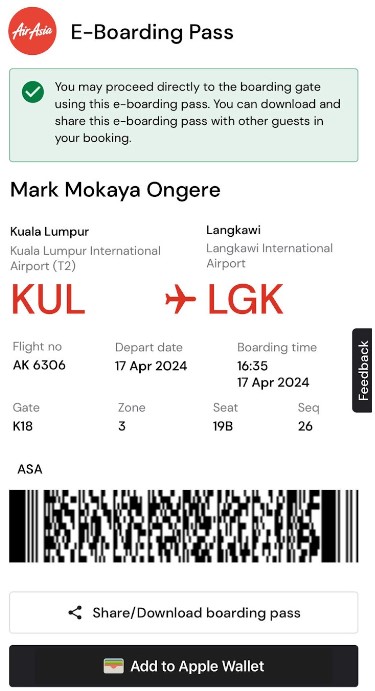 AirAsia
E-Boarding Pass
You may proceed directly to the boarding gate
using this e-boarding pass. You can download and
share this e-boarding pass with other guests in
your booking.
Mark Mokaya Ongere
Kuala Lumpur
Kuala Lumpur International
Airport (T2)
Langkawi
Langkawi International
Airport
KUL
LGK
Feedback
Flight no
Depart date
Boarding time
AK 6306
17 Apr 2024
16:35
17 Apr 2024
Gate
Zone
Seat
Seq
K18
3
19B
26
ASA
Share/Download boarding pass
Add to Apple Wallet